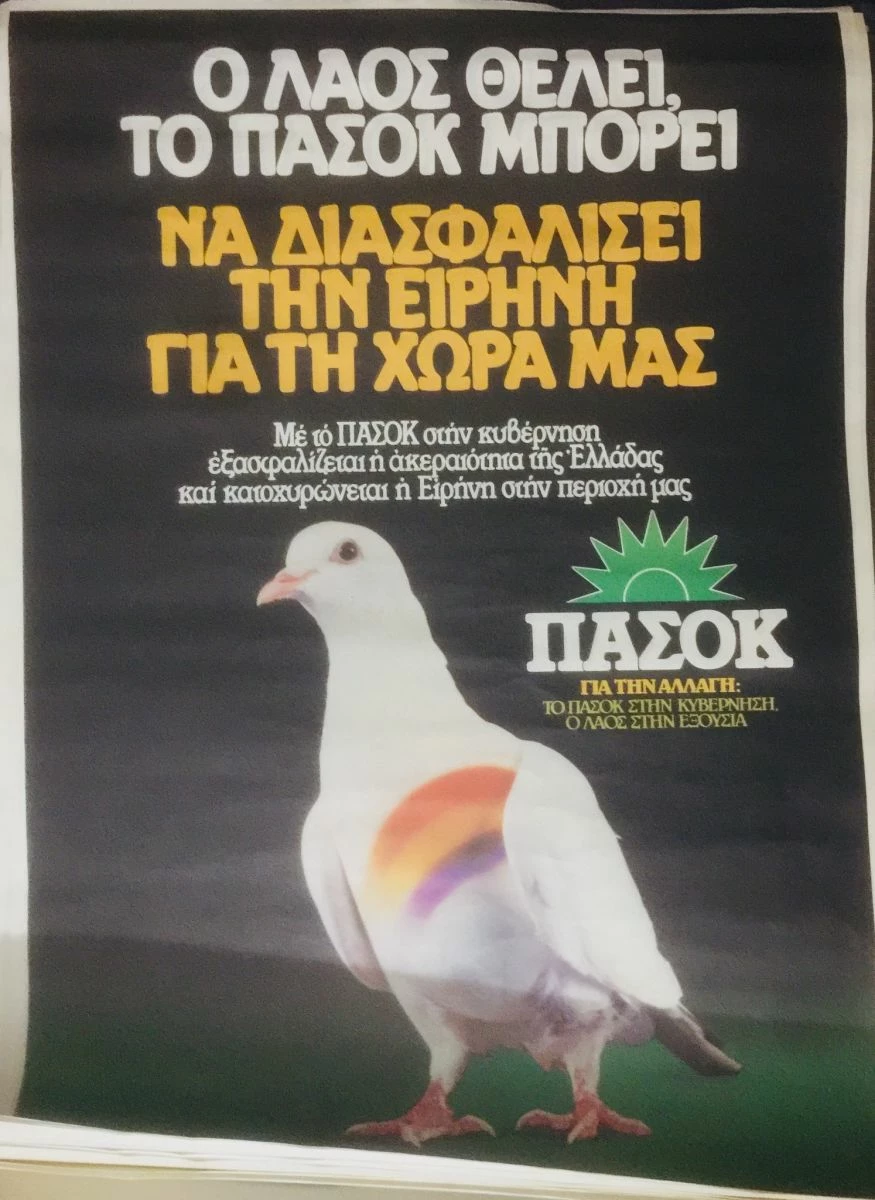 Ο ΛΑΟΣ ΘΕΛΕΙ,
ΤΟ ΠΑΣΟΚ ΜΠΟΡΕΙ
ΝΑ ΔΙΑΣΦΑΛΙΣΕΙ
ΤΗΝ ΕΙΡΗΝΗ
ΓΙΑ ΤΗ ΧΩΡΑ ΜΑΣ
Μέ τό ΠΑΣΟΚ στήν κυβέρνηση
ἐξασφαλίζεται ἡ ἀκεραιότητα τῆς Ἑλλάδας
καί κατοχυρώνεται ἡ Εἰρήνη στήν περιοχή μας
ΠΑΣΟΚ
ΓΙΑ ΤΗΝ ΑΛΛΑΓΗ:
ΤΟ ΠΑΣΟΚ ΣΤΗΝ ΚΥΒΕΡΝΗΣΗ,
Ο ΛΑΟΣ ΣΤΗΝ ΕΞΟΥΣΙΑ